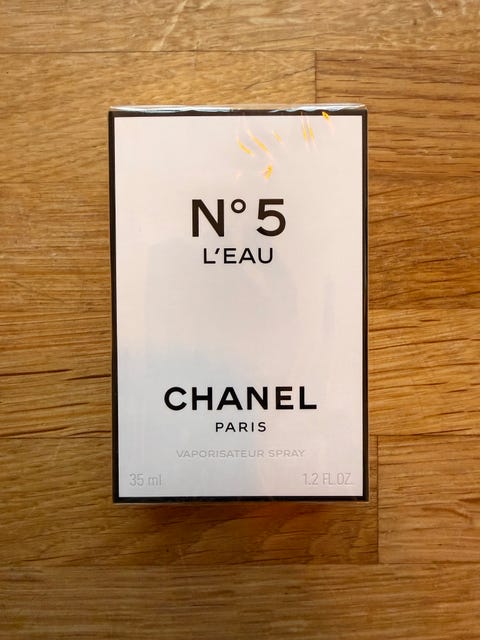 N° 5
L'EAU
CHANEL
PARIS
VAPORISATEUR SPRAY
35 ml 1.2 FL.OZ.